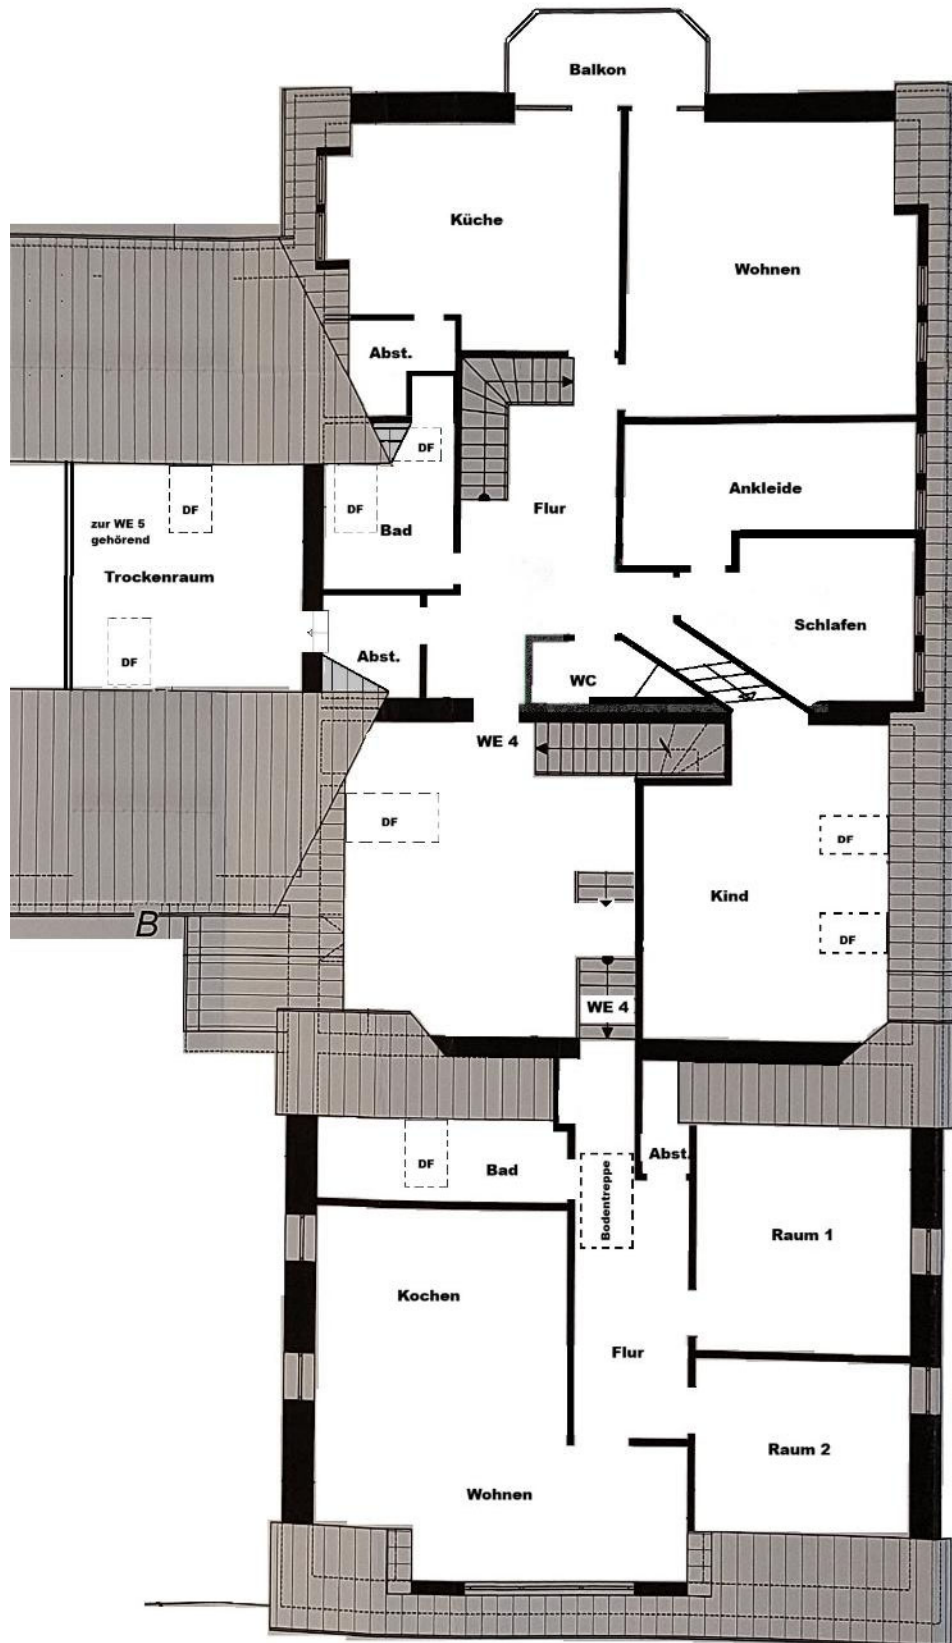 Balkon
Küche
Wohnen
Abst.
DF
Ankleide
DF
DF
Flur
zur WE 5
gehörend
Bad
Trockenraum
Schlafen
Abst.
DF
WC
WE 4
DF
DF
Kind
B
DF
WE 4
Abst.
DF
Bad
Bodentreppe
Raum 1
Kochen
Flur
Raum 2
Wohnen